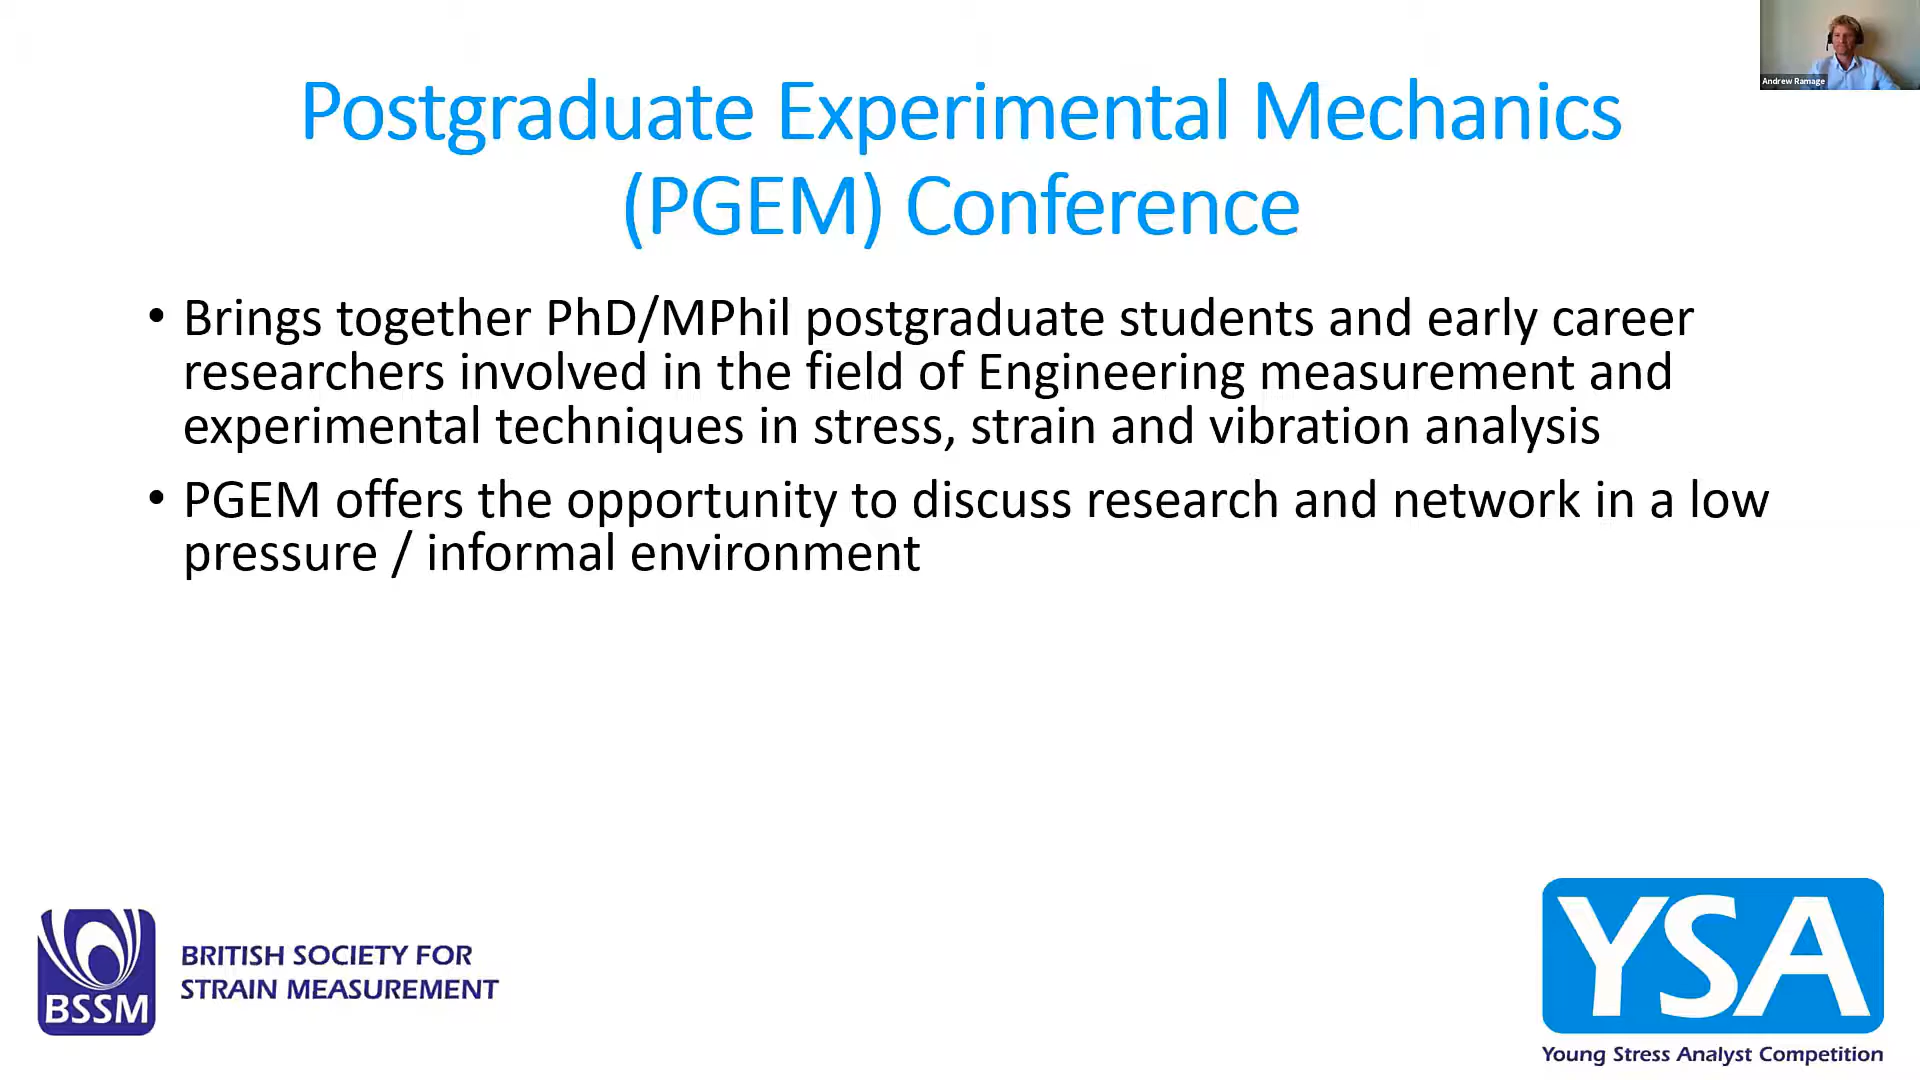 Andrew Ramage
Postgraduate Experimental Mechanics
(PGEM) Conference
• Brings together PhD/MPhil postgraduate students and early career
researchers involved in the field of Engineering measurement and
experimental techniques in stress, strain and vibration analysis
• PGEM offers the opportunity to discuss research and network in a low
pressure / informal environment
BSSM
BRITISH SOCIETY FOR
STRAIN MEASUREMENT
YSA
Young Stress Analyst Competition